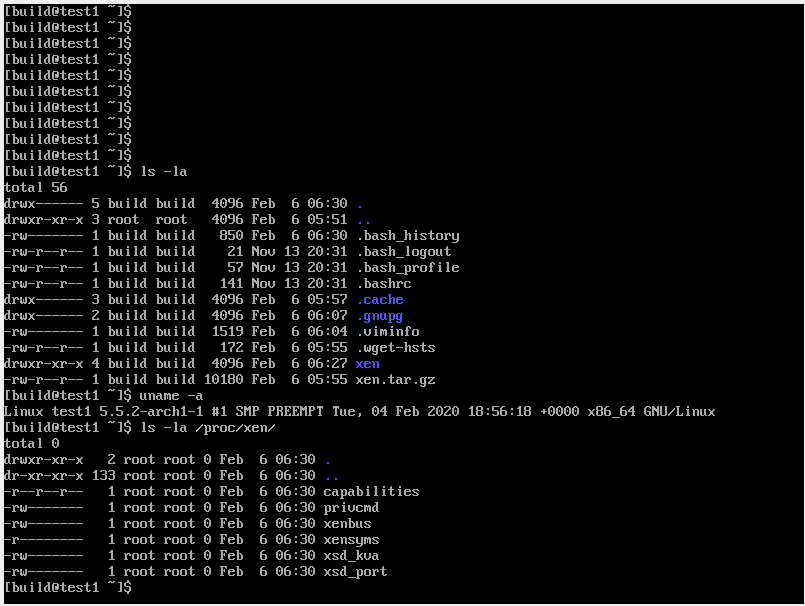 [build@test1 ~]$
[build@test1 ~]$
[build@test1 ~]$
[build@test1 ~]$
[build@test1 ~]$
[build@test1 ~]$
[build@test1 ~]$
[build@test1 ~]$
[build@test1 ~]$
[build@test1 ~]$
[build@test1 ~]$ ls -la
total 56
drwx------ 5 build build  4096 Feb  6 06:30 .
drwxr-xr-x 3 root  root   4096 Feb  6 05:51 ..
-rw------- 1 build build   850 Feb  6 06:30 .bash_history
-rw-r--r-- 1 build build    21 Nov 13 20:31 .bash_logout
-rw-r--r-- 1 build build    57 Nov 13 20:31 .bash_profile
-rw-r--r-- 1 build build   141 Nov 13 20:31 .bashrc
drwx------ 3 build build  4096 Feb  6 05:57 .cache
drwx------ 2 build build  4096 Feb  6 06:07 .gnupg
-rw------- 1 build build  1519 Feb  6 06:04 .viminfo
-rw-r--r-- 1 build build   172 Feb  6 05:55 .wget-hsts
drwxr-xr-x 4 build build  4096 Feb  6 06:27 xen
-rw-r--r-- 1 build build 10180 Feb  6 05:55 xen.tar.gz
[build@test1 ~]$ uname -a
Linux test1 5.5.2-arch1-1 #1 SMP PREEMPT Tue, 04 Feb 2020 18:56:18 +0000 x86_64 GNU/Linux
[build@test1 ~]$ ls -la /proc/xen/
total 0
drwxr-xr-x   2 root root 0 Feb  6 06:30 .
dr-xr-xr-x 133 root root 0 Feb  6 06:30 ..
-r--r--r--   1 root root 0 Feb  6 06:30 capabilities
-rw-------   1 root root 0 Feb  6 06:30 privcmd
-rw-------   1 root root 0 Feb  6 06:30 xenbus
-r--------   1 root root 0 Feb  6 06:30 xensyms
-rw-------   1 root root 0 Feb  6 06:30 xsd_kva
-rw-------   1 root root 0 Feb  6 06:30 xsd_port
[build@test1 ~]$